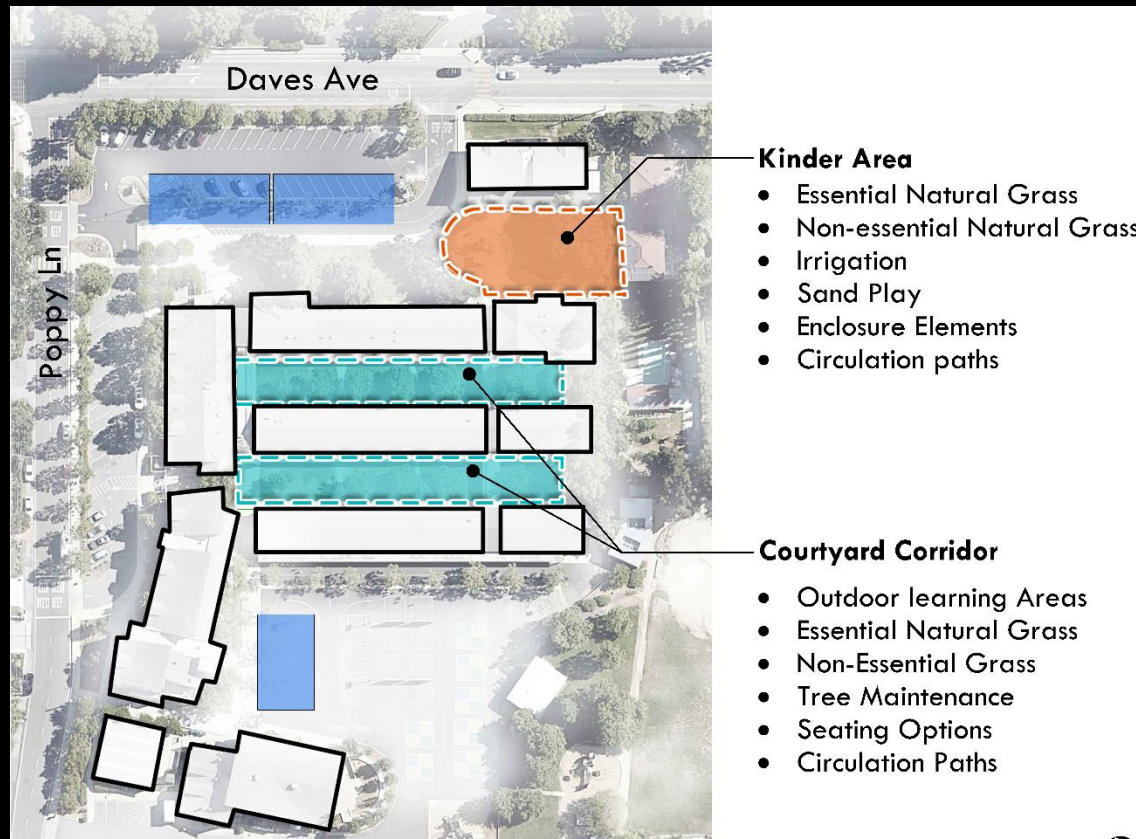 Daves Ave
Poppy Ln
Kinder Area
• Essential Natural Grass
• Non-essential Natural Grass
• Irrigation
• Sand Play
• Enclosure Elements
• Circulation paths
Courtyard Corridor
• Outdoor learning Areas
• Essential Natural Grass
• Non-Essential Grass
• Tree Maintenance
• Seating Options
• Circulation Paths